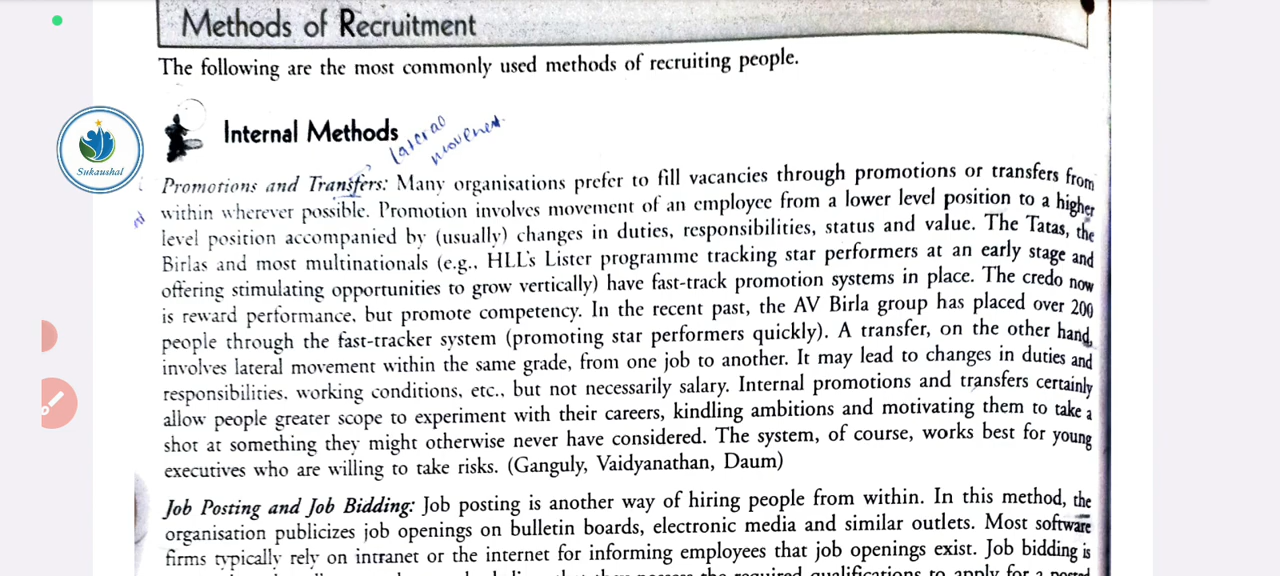 Methods of Recruitment
The following are the most commonly used methods of recruiting people.
Internal Methods
lateral
movement.
Sukaushal
Promotions and Transfers: Many organisations prefer to fill vacancies through promotions or transfers from
within wherever possible. Promotion involves movement of an employee from a lower level position to a higher
level position accompanied by (usually) changes in duties, responsibilities, status and value. The Tatas, the
Birlas and most multinationals (e.g., HLL's Lister programme tracking star performers at an early stage and
offering stimulating opportunities to grow vertically) have fast-track promotion systems in place. The credo now
is reward performance, but promote competency. In the recent past, the AV Birla group has placed over 200
people through the fast-tracker system (promoting star performers quickly). A transfer, on the other hand,
involves lateral movement within the same grade, from one job to another. It may lead to changes in duties and
responsibilities, working conditions, etc., but not necessarily salary. Internal promotions and transfers certainly
allow people greater scope to experiment with their careers, kindling ambitions and motivating them to take a
shot at something they might otherwise never have considered. The system, of course, works best for young
executives who are willing to take risks. (Ganguly, Vaidyanathan, Daum)
Job Posting and Job Bidding: Job posting is another way of hiring people from within. In this method, the
organisation publicizes job openings on bulletin boards, electronic media and similar outlets. Most software
firms typically rely on intranet or the internet for informing employees that job openings exist. Job bidding is
the required qualifications to apply for a posted